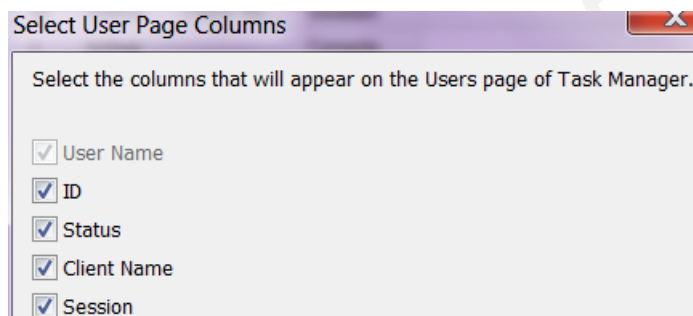 Select User Page Columns
Select the columns that will appear on the Users page of Task Manager.
User Name
ID
Status
Client Name
Session